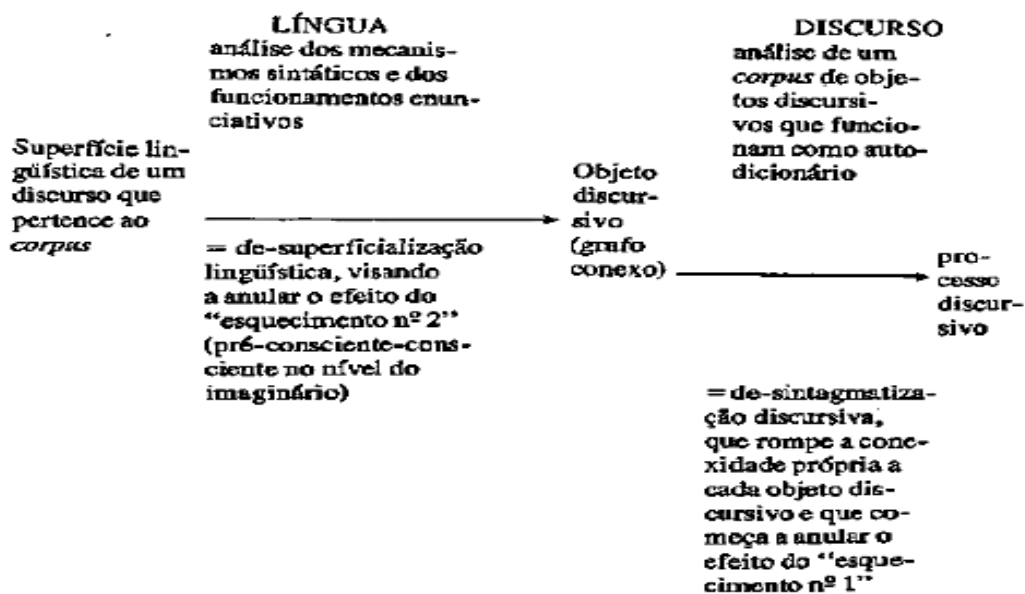 LÍNGUA
análise dos mecanis-
mos sintáticos e dos
funcionamentos enun-
ciativos
DISCURSO
análise de um
corpus de obje-
tos discursi-
vos que funcio-
nam como auto-
dicionário
Superfície lin-
güística de um
discurso que
pertence ao
corpus
= de-superficialização
lingüística, visando
a anular o efeito do
“esquecimento nº 2”
(pré-consciente-cons-
ciente no nível do
imaginário)
Objeto
discur-
sivo
(grafo
conexo)
pro-
cesso
discur-
sivo
= de-sintagmatiza-
ção discursiva,
que rompe a cone-
xidade própria a
cada objeto dis-
cursivo e que co-
meça a anular o
efeito do “esque-
cimento nº 1”